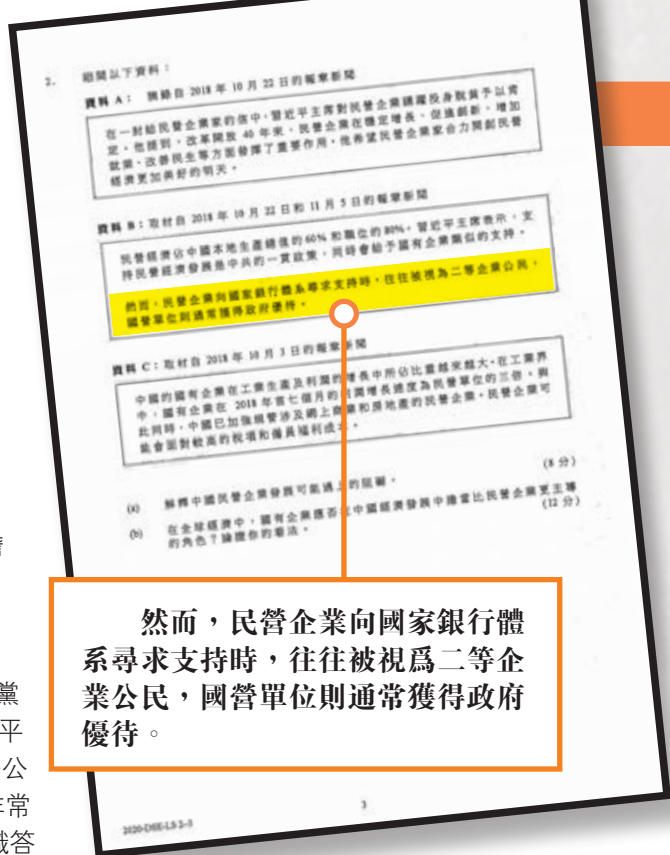 2. 細閱以下資料：
資料 A： 摘錄自 2018 年 10 月 22 日的報章新聞
在一封給民營企業家的信中，習近平主席對民營企業踴躍投身脫貧予以肯
定。他提到，改革開放 40 年來，民營企業在穩定增長、促進創新、增加
就業、改善民生等方面發揮了重要作用。他希望民營企業家合力開創民營
經濟更加美好的明天。
資料 B：取材自 2018 年 10 月 22 日和 11 月 5 日的報章新聞
民營經濟佔中國本地生產總值的60% 和職位的80%。習近平主席表示，支
持民營經濟發展是中共的一貫政策，同時會給予國有企業類似的支持。
然而，民營企業向國家銀行體系尋求支持時，往往被視為二等企業公民，
國營單位則通常獲得政府優待。
資料 C：取材自 2018 年 10 月 3 日的報章新聞
中國的國有企業在工業生產及利潤的增長中所佔比重越來越大。在工業界
中，國有企業在 2018 年首七個月的利潤增長速度為民營單位的三倍。與
此同時，中國已加強規管涉及網上商業和房地產的民營企業。民營企業可
能會面對較高的稅項和僱員福利成本。
(a) 解釋中國民營企業發展可能遇上的阻礙。 (8 分)
(b) 在全球經濟中，國有企業應否在中國經濟發展中擔當比民營企業更主導
的角色？論證你的看法。 (12 分)
然而，民營企業向國家銀行體
系尋求支持時，往往被視爲二等企
業公民，國營單位則通常獲得政府
優待。
黨
平
公
非常
識答
3
2020-DSE-LS 2–3